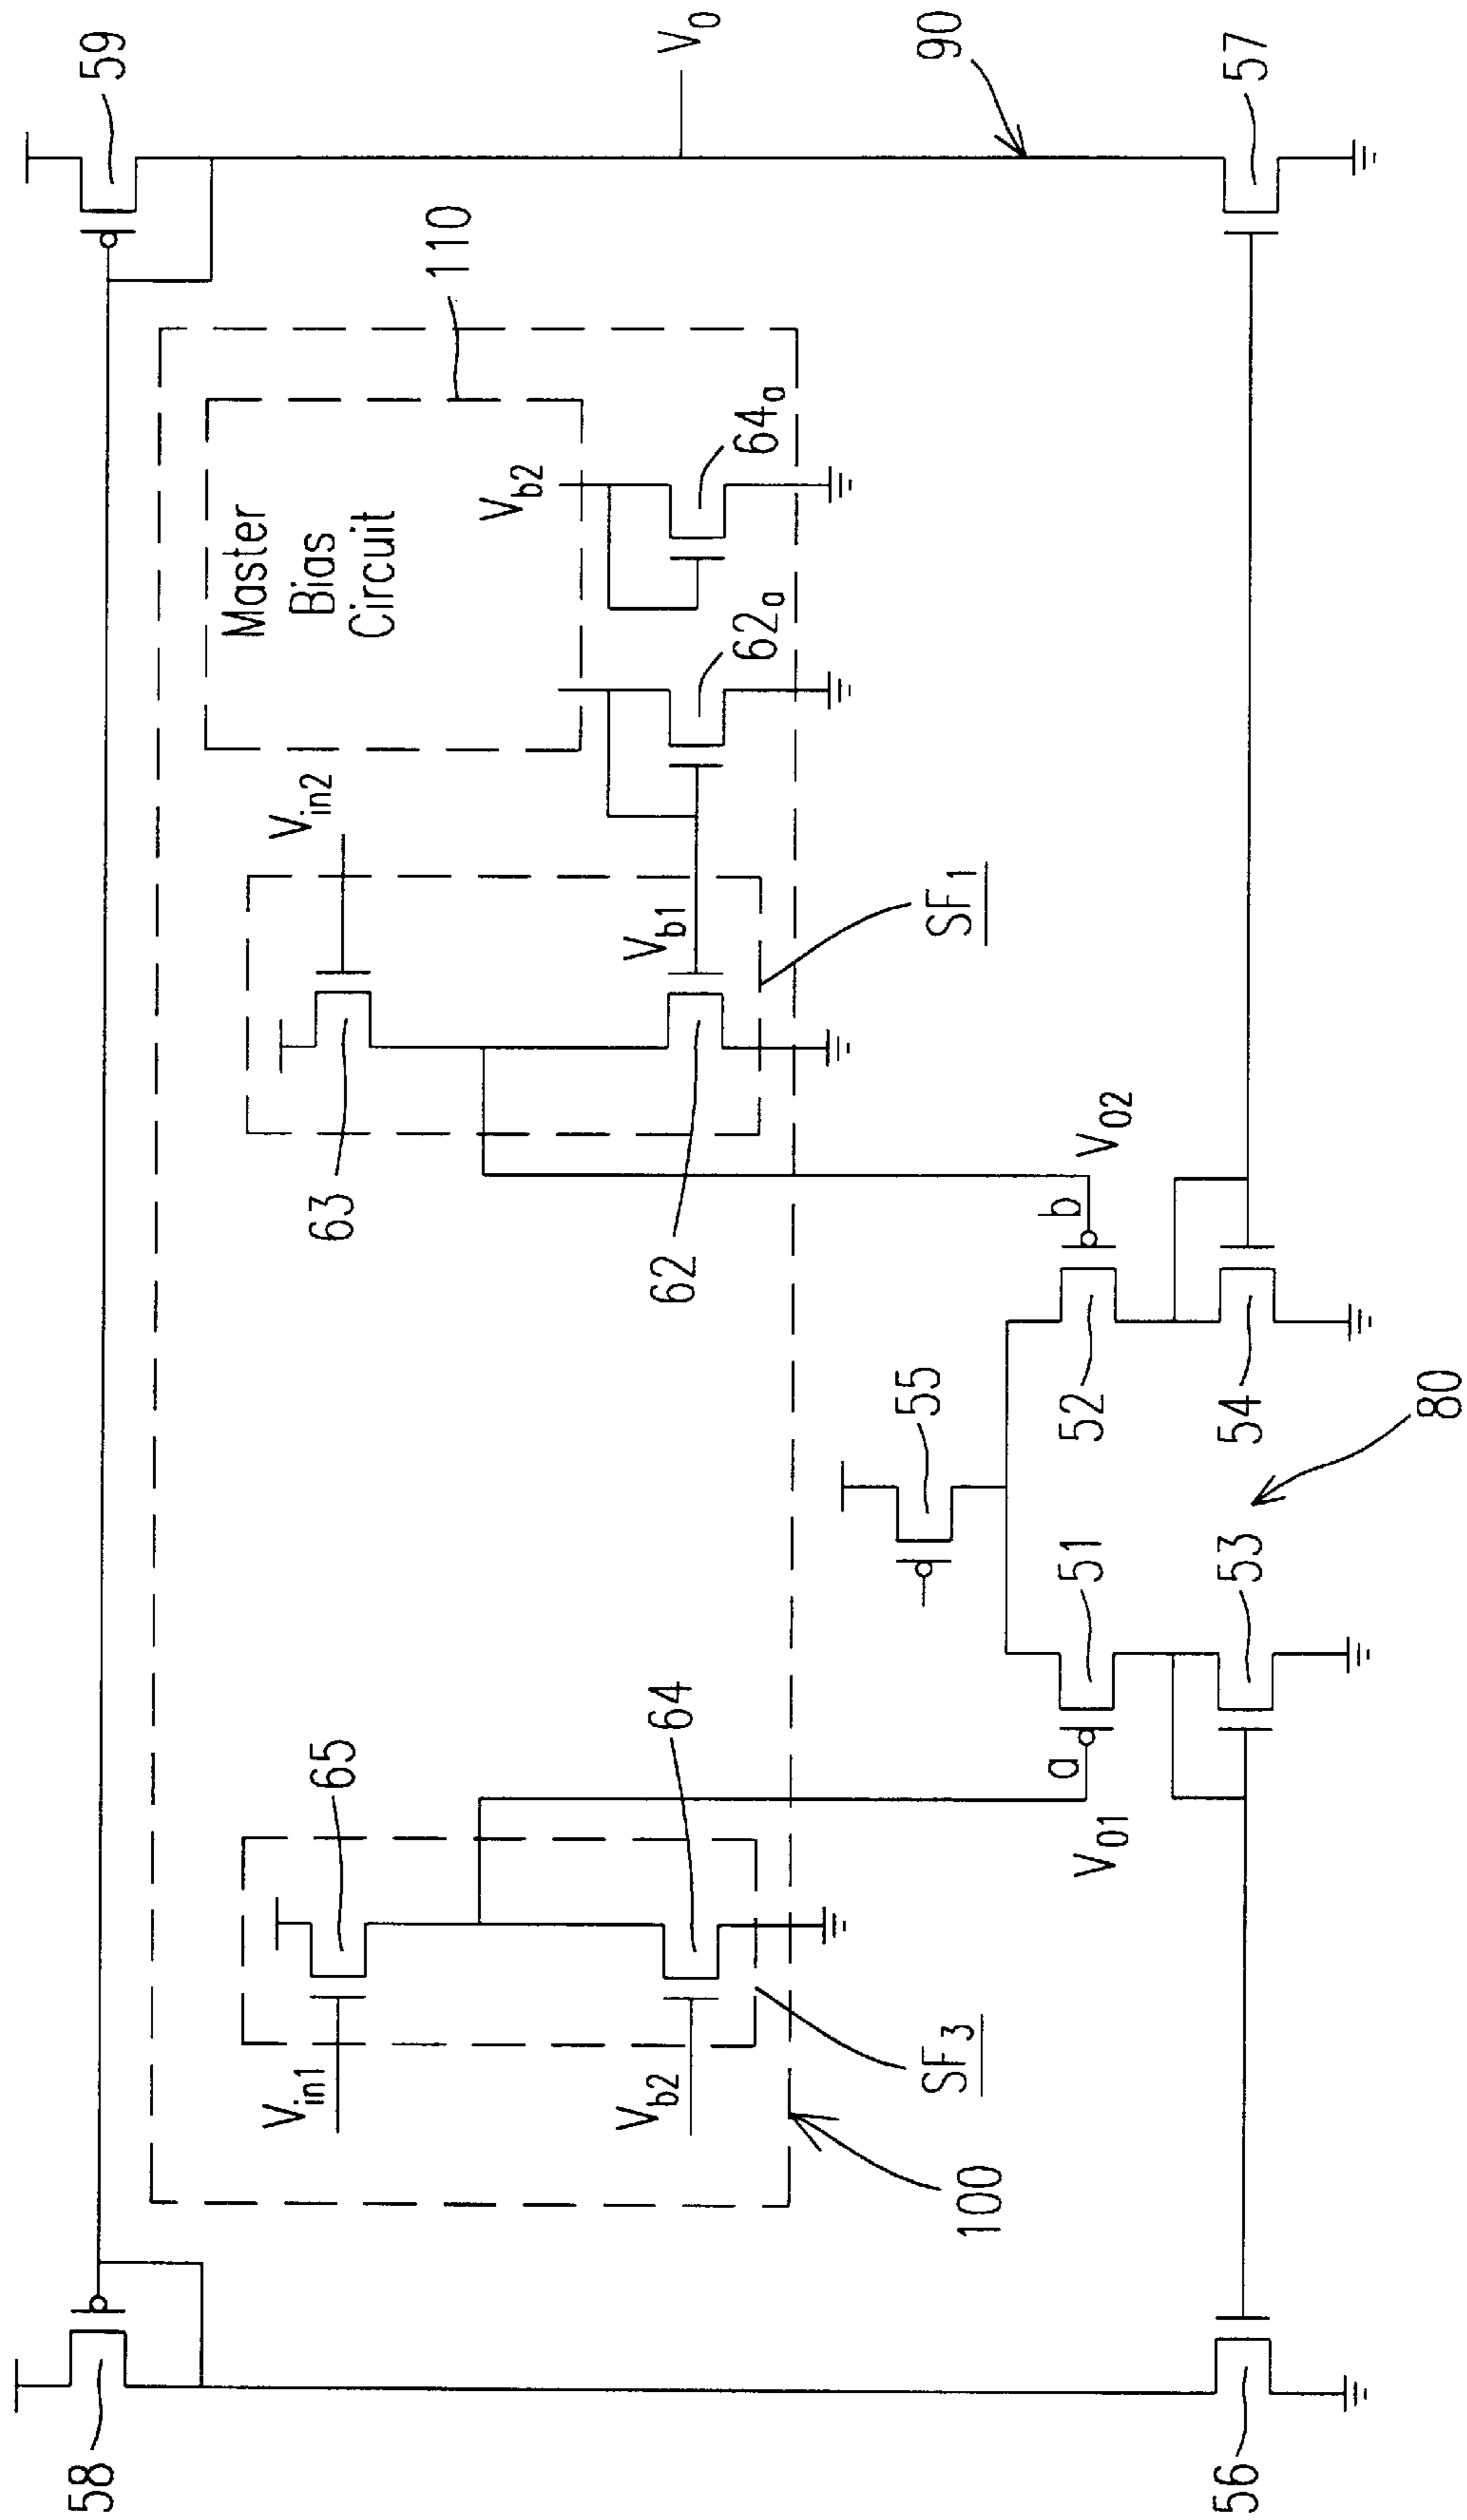 59
V0
90
57
110
Master
Bias
Circuit
Vb2
64a
62a
Vin2
Vb1
SF1
63
62
V02
b
52
54
55
80
51
53
a
V01
65
64
Vin1
Vb2
SF3
100
58
56